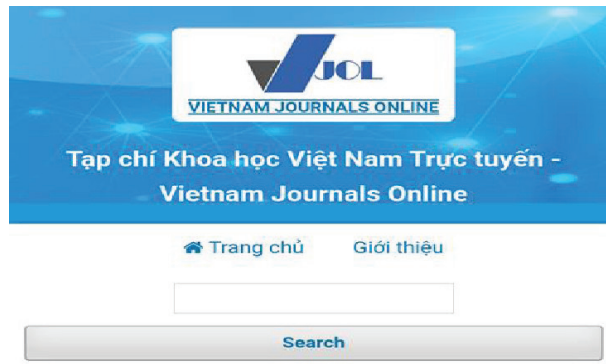 JOL
VIETNAM JOURNALS ONLINE
Tạp chí Khoa học Việt Nam Trực tuyến -
Vietnam Journals Online
Trang chủ Giới thiệu
Search